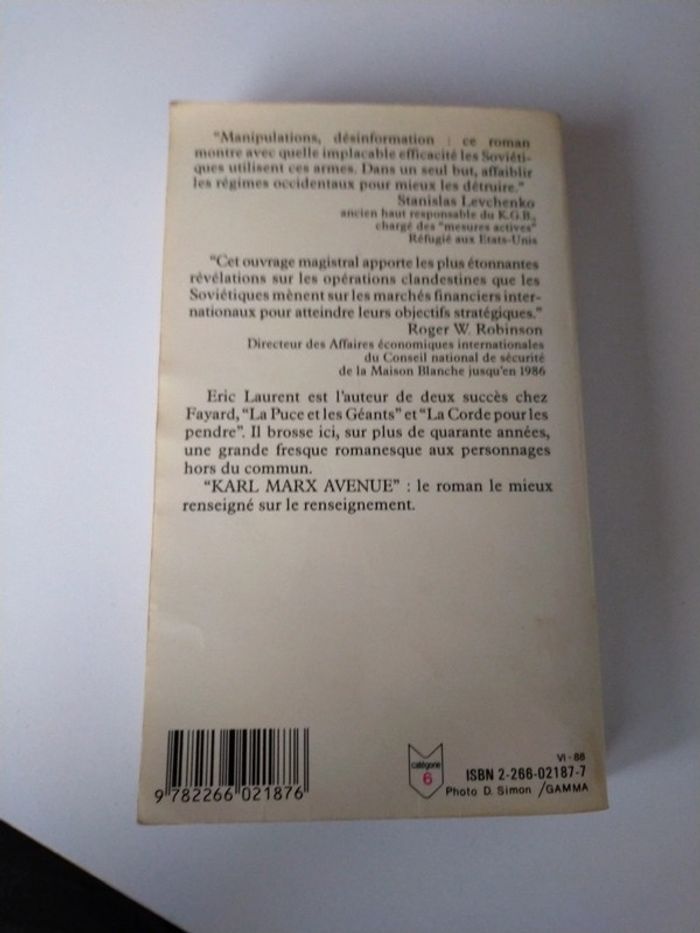 "Manipulations, désinformation : ce roman
montre avec quelle implacable efficacité les Soviéti-
ques utilisent ces armes. Dans un seul but, affaiblir
les régimes occidentaux pour mieux les détruire."
Stanislas Levchenko
ancien haut responsable du K.G.B.,
chargé des "mesures actives"
Réfugié aux Etats-Unis
"Cet ouvrage magistral apporte les plus étonnantes
révélations sur les opérations clandestines que les
Soviétiques mènent sur les marchés financiers inter-
nationaux pour atteindre leurs objectifs stratégiques."
Roger W. Robinson
Directeur des Affaires économiques internationales
du Conseil national de sécurité
de la Maison Blanche jusqu'en 1986
Eric Laurent est l'auteur de deux succès chez
Fayard, "La Puce et les Géants" et "La Corde pour les
pendre". Il brosse ici, sur plus de quarante années,
une grande fresque romanesque aux personnages
hors du commun.
"KARL MARX AVENUE" : le roman le mieux
renseigné sur le renseignement.
9 782266 021876
catégorie
6
VI - 88
ISBN 2-266-02187-7
Photo D. Simon /GAMMA